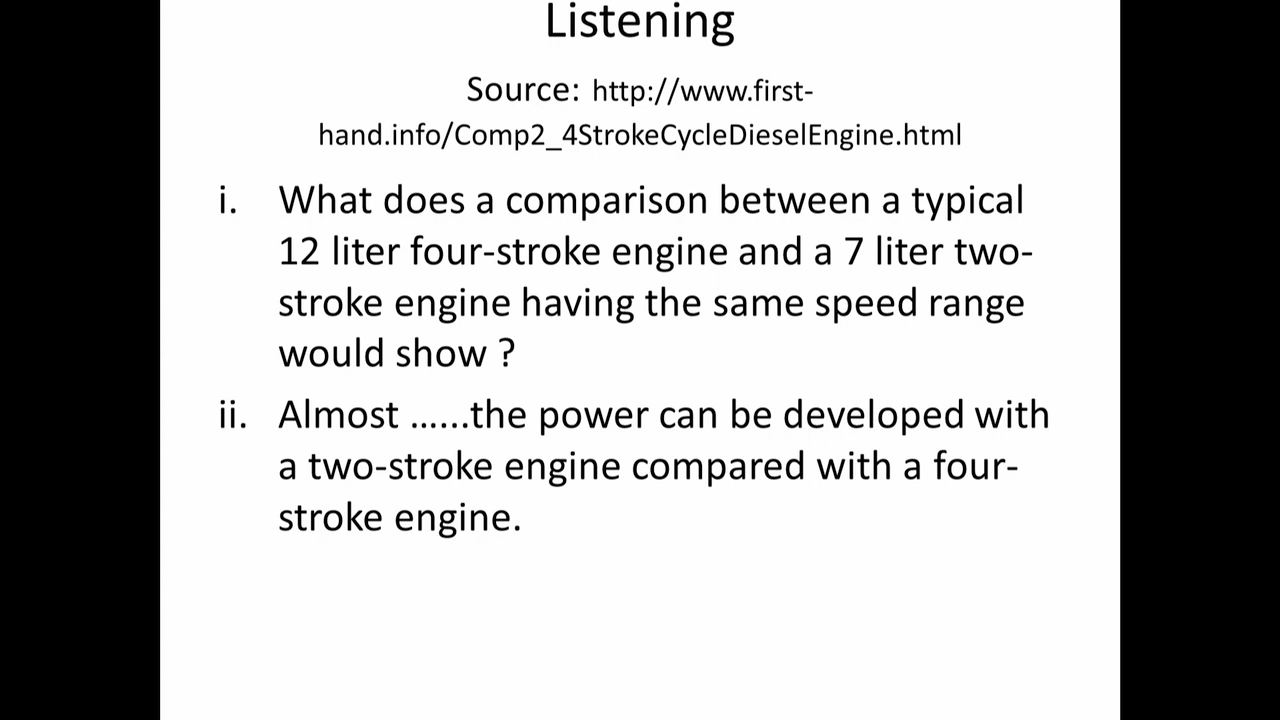 Listening
Source: http://www.first-
hand.info/Comp2_4StrokeCycleDieselEngine.html
i. What does a comparison between a typical
12 liter four-stroke engine and a 7 liter two-
stroke engine having the same speed range
would show ?
ii. Almost ......the power can be developed with
a two-stroke engine compared with a four-
stroke engine.